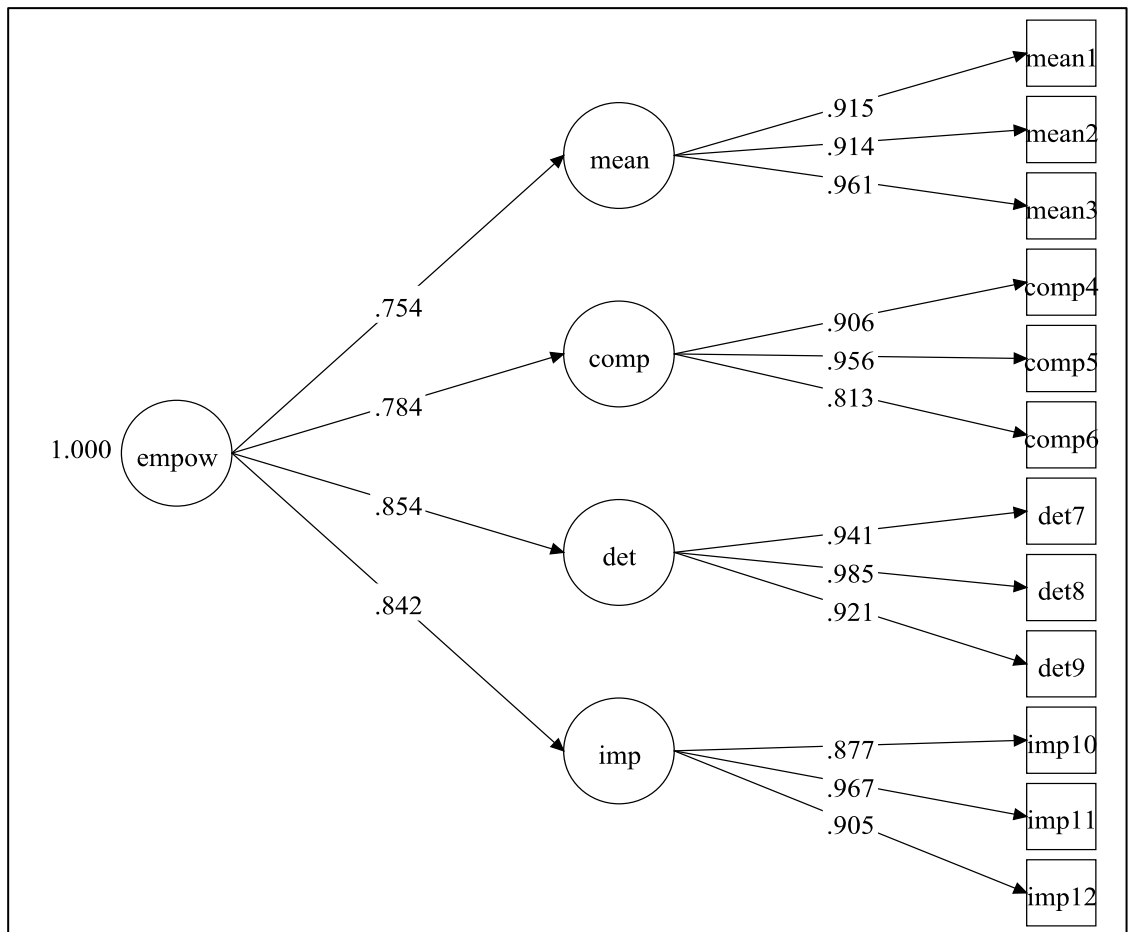 mean1
.915
mean2
.914
mean
.961
mean3
comp4
.754
.906
comp
.956
comp5
.784
.813
comp6
1.000
empow
det7
.854
.941
det
.985
det8
.842
.921
det9
imp10
imp
.877
.967
imp11
.905
imp12